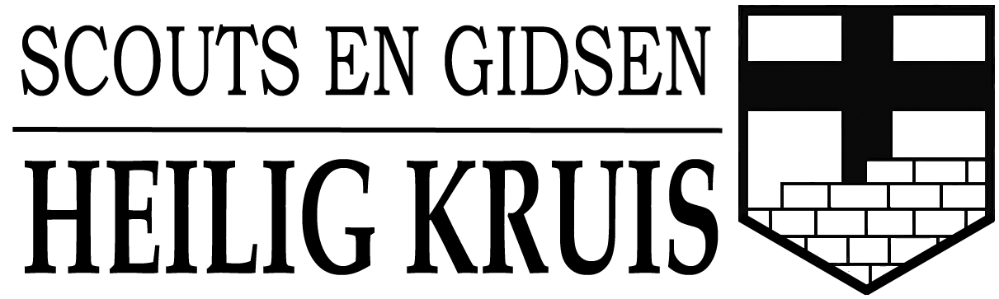 SCOUTS EN GIDSEN
HEILIG KRUIS